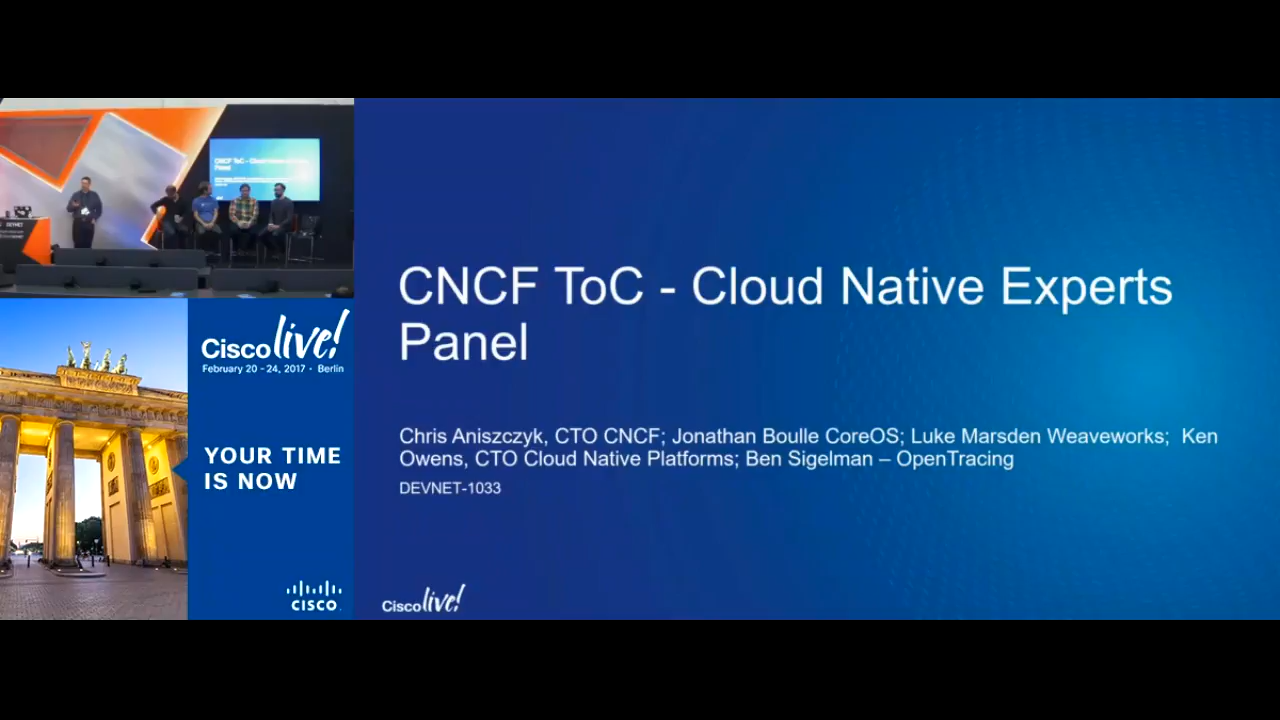 CNCF ToC - Cloud Native Experts
Panel
Chris Aniszczyk, CTO CNCF; Jonathan Boulle CoreOS; Luke Marsden Weaveworks; Ken
Owens, CTO Cloud Native Platforms; Ben Sigelman – OpenTracing
DEVNET-1033
Cisco live!
Cisco live!
February 20 - 24, 2017 • Berlin
YOUR TIME
IS NOW
CISCO